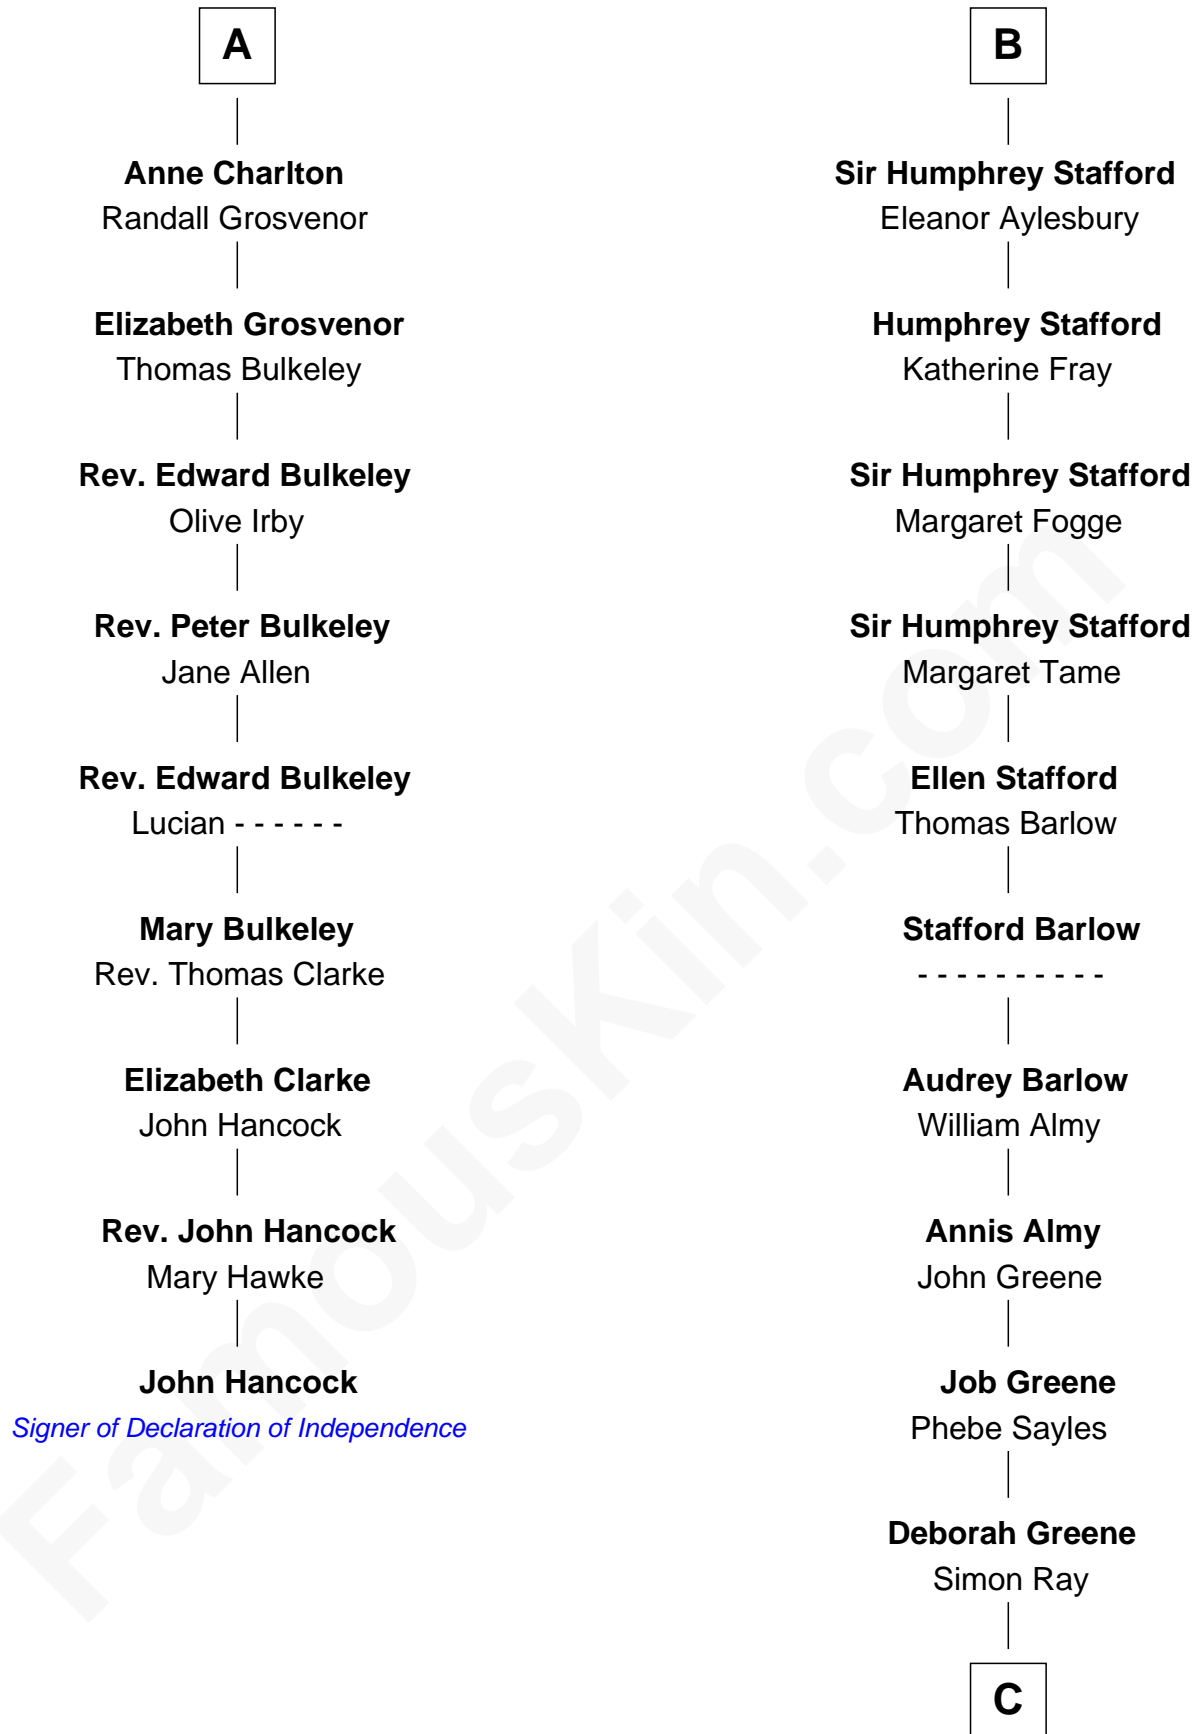 A
Anne Charlton
Randall Grosvenor
Elizabeth Grosvenor
Thomas Bulkeley
Rev. Edward Bulkeley
Olive Irby
Rev. Peter Bulkeley
Jane Allen
Rev. Edward Bulkeley
Lucian - - - - - -
Mary Bulkeley
Rev. Thomas Clarke
Elizabeth Clarke
John Hancock
Rev. John Hancock
Mary Hawke
John Hancock
Signer of Declaration of Independence
B
Sir Humphrey Stafford
Eleanor Aylesbury
Humphrey Stafford
Katherine Fray
Sir Humphrey Stafford
Margaret Fogge
Sir Humphrey Stafford
Margaret Tame
Ellen Stafford
Thomas Barlow
Stafford Barlow
- - - - - - - - - -
Audrey Barlow
William Almy
Annis Almy
John Greene
Job Greene
Phebe Sayles
Deborah Greene
Simon Ray
C
FamousKin.com